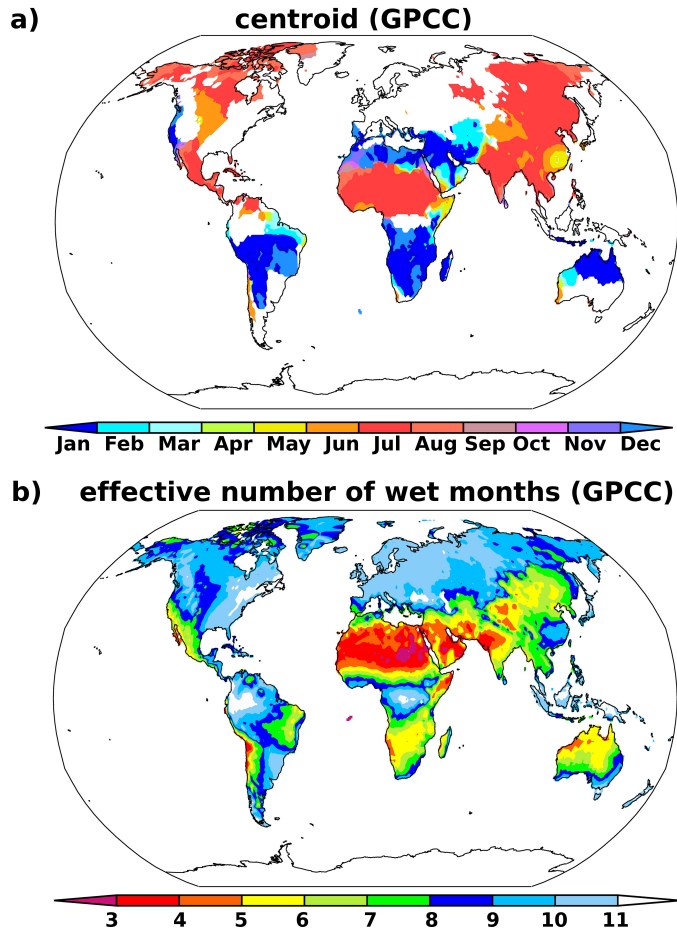 a)
centroid (GPCC)
Jan Feb Mar Apr May Jun Jul Aug Sep Oct Nov Dec
b) effective number of wet months (GPCC)
3 4 5 6 7 8 9 10 11